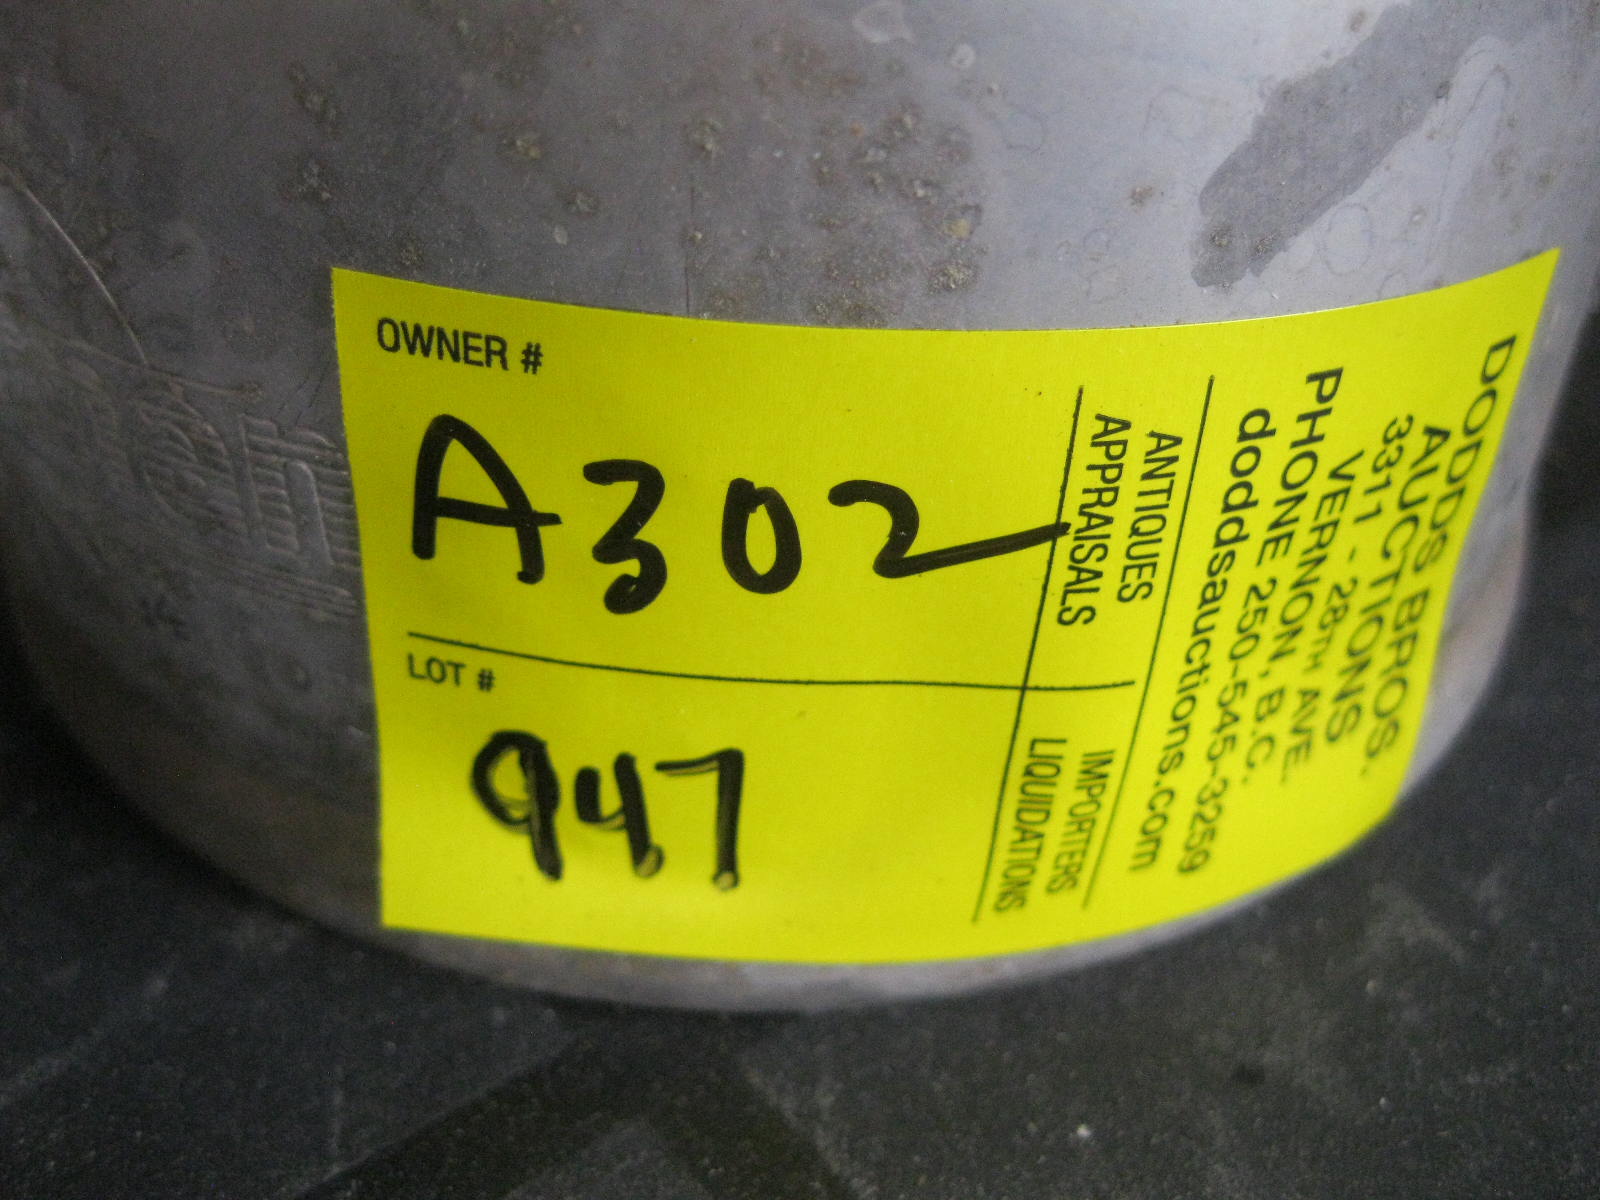 OWNER #
A302
LOT #
947
DODDS BROS.
AUCTIONS
3311 - 28TH AVE.
VERNON, B.C.
PHONE 250-545-3259
doddsauctions.com
ANTIQUES
APPRAISALS
IMPORTERS
LIQUIDATIONS